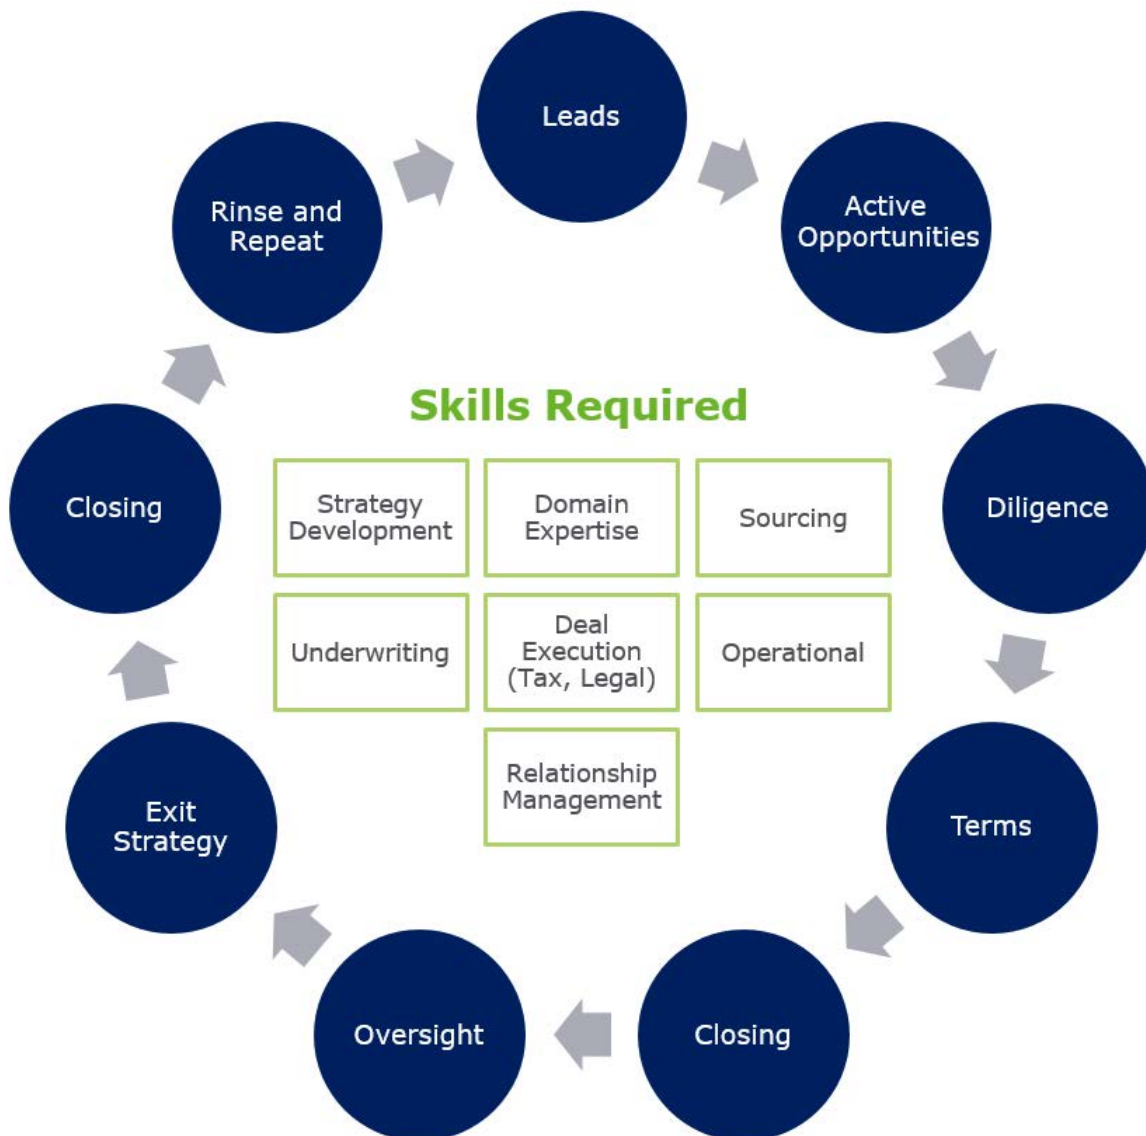 Leads
Active
Opportunities
Diligence
Terms
Closing
Oversight
Exit
Strategy
Closing
Rinse and
Repeat
Skills Required
Strategy
Development
Domain
Expertise
Sourcing
Underwriting
Deal
Execution
(Tax, Legal)
Operational
Relationship
Management